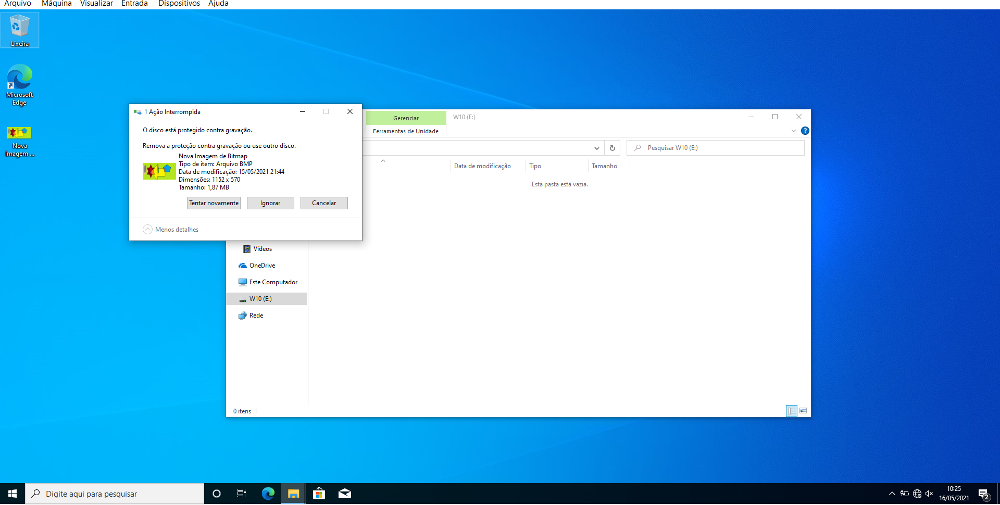 Arquivo Máquina Visualizar Entrada Dispositivos Ajuda
Lixeira
Microsoft
Edge
Nova
Imagem ...
1 Ação Interrompida
O disco está protegido contra gravação.
Remova a proteção contra gravação ou use outro disco.
Nova Imagem de Bitmap
Tipo de item: Arquivo BMP
Data de modificação: 15/05/2021 21:44
Dimensões: 1152 x 570
Tamanho: 1,87 MB
Tentar novamente Ignorar Cancelar
Menos detalhes
Gerenciar W10 (E:)
Ferramentas de Unidade
Pesquisar W10 (E:)
Data de modificação Tipo Tamanho
Esta pasta está vazia.
Vídeos
OneDrive
Este Computador
W10 (E:)
Rede
0 itens
Digite aqui para pesquisar
10:25
16/05/2021
2